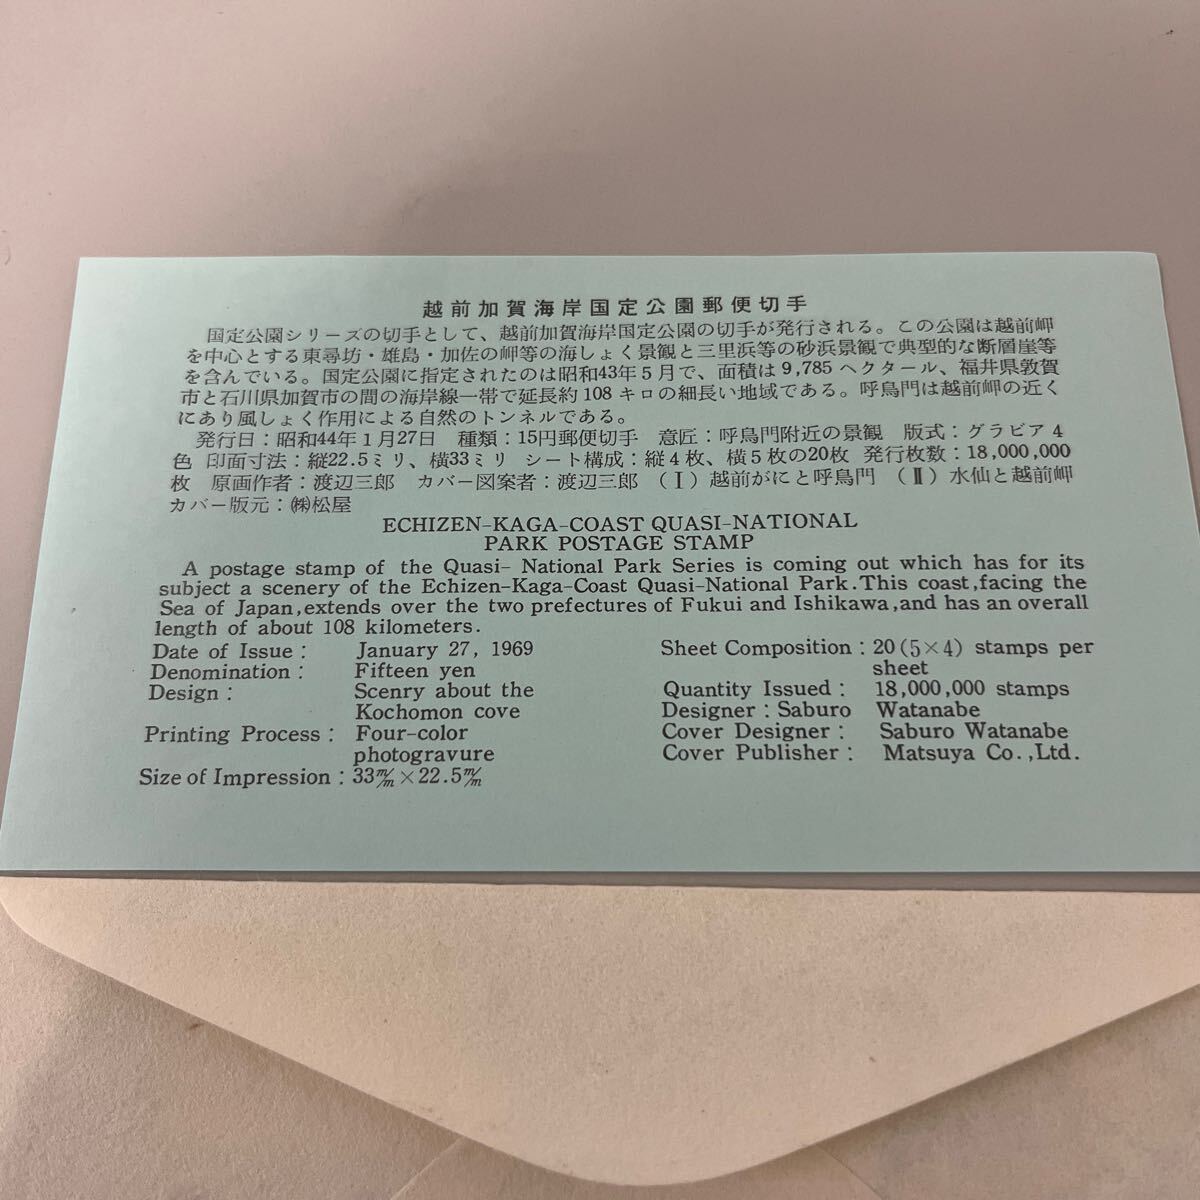 越前加賀海岸国定公園郵便切手
国定公園シリーズの切手として、越前加賀海岸国定公園の切手が発行される。この公園は越前岬
を中心とする東尋坊・雄島・加佐の岬等の海しょく景観と三里浜等の砂浜景観で典型的な断層崖等
を含んでいる。国定公園に指定されたのは昭和43年5月で、面積は9,785ヘクタール、福井県敦賀
市と石川県加賀市の間の海岸線一帯で延長約108キロの細長い地域である。呼鳥門は越前岬の近く
にあり風しょく作用による自然のトンネルである。
発行日：昭和44年1月27日 種類：15円郵便切手 意匠：呼鳥門附近の景観 版式：グラビア4
色 印面寸法：縦22.5ミリ、横33ミリ シート構成：縦4枚、横5枚の20枚 発行枚数：18,000,000
枚 原画作者：渡辺三郎 カバー図案者：渡辺三郎 （Ⅰ）越前がにと呼鳥門 （Ⅱ）水仙と越前岬
カバー版元：㈱松屋
ECHIZEN-KAGA-COAST QUASI-NATIONAL
PARK POSTAGE STAMP
A postage stamp of the Quasi- National Park Series is coming out which has for its
subject a scenery of the Echizen-Kaga-Coast Quasi-National Park.This coast,facing the
Sea of Japan,extends over the two prefectures of Fukui and Ishikawa,and has an overall
length of about 108 kilometers.
Date of Issue : January 27, 1969
Denomination : Fifteen yen
Design : Scenry about the
Kochomon cove
Printing Process : Four-color
photogravure
Size of Impression : 33m/m×22.5m/m
Sheet Composition : 20 (5×4) stamps per
sheet
Quantity Issued : 18,000,000 stamps
Designer : Saburo Watanabe
Cover Designer : Saburo Watanabe
Cover Publisher : Matsuya Co.,Ltd.